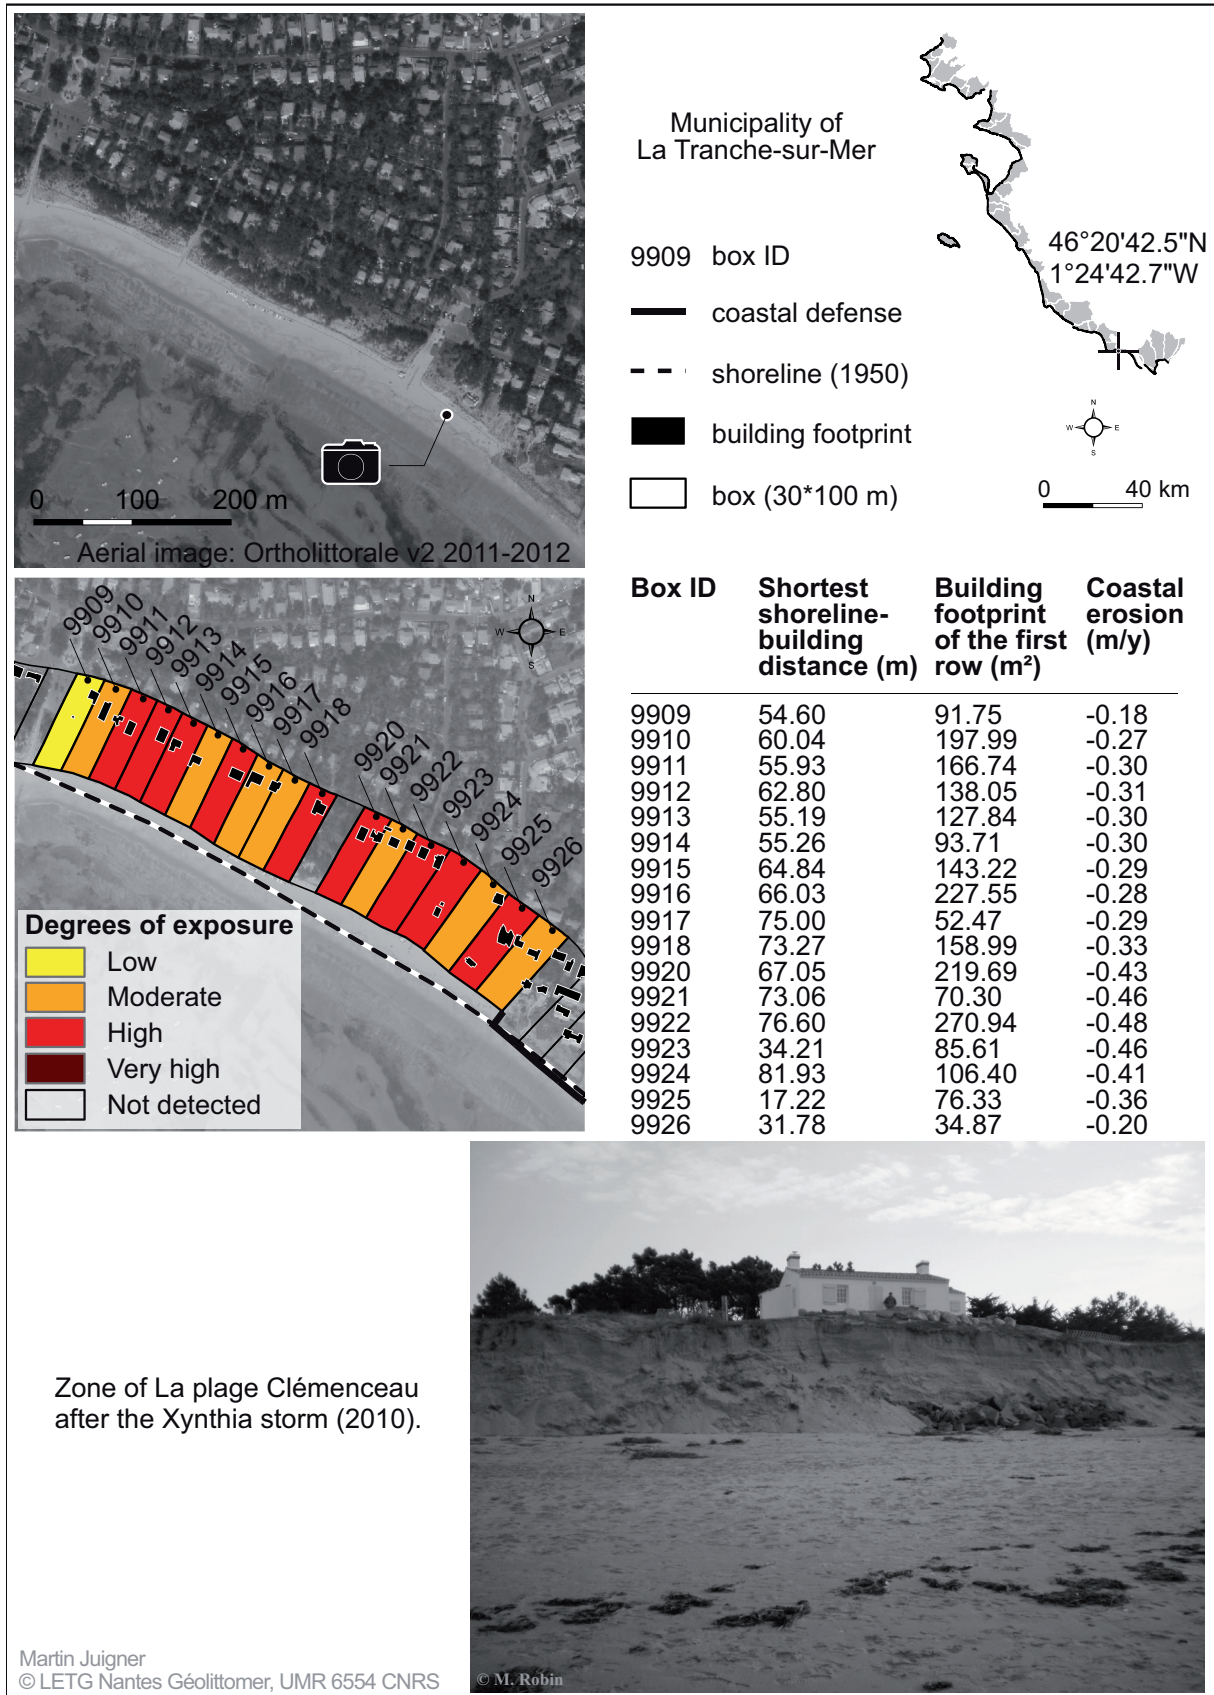 0 100 200 m
Aerial image: Ortholittorale v2 2011-2012
Municipality of
La Tranche-sur-Mer
46°20'42.5"N
1°24'42.7"W
9909 box ID
coastal defense
shoreline (1950)
building footprint
box (30*100 m)
N
W E
S
0 40 km
9909
9910
9911
9912
9913
9914
9915
9916
9917
9918
9920
9921
9922
9923
9924
9925
9926
N
W E
S
Degrees of exposure
Low
Moderate
High
Very high
Not detected
Box ID Shortest shoreline-building distance (m) Building footprint of the first row (m²) Coastal erosion (m/y)
9909 54.60 91.75 -0.18
9910 60.04 197.99 -0.27
9911 55.93 166.74 -0.30
9912 62.80 138.05 -0.31
9913 55.19 127.84 -0.30
9914 55.26 93.71 -0.30
9915 64.84 143.22 -0.29
9916 66.03 227.55 -0.28
9917 75.00 52.47 -0.29
9918 73.27 158.99 -0.33
9920 67.05 219.69 -0.43
9921 73.06 70.30 -0.46
9922 76.60 270.94 -0.48
9923 34.21 85.61 -0.46
9924 81.93 106.40 -0.41
9925 17.22 76.33 -0.36
9926 31.78 34.87 -0.20
Zone of La plage Clémenceau
after the Xynthia storm (2010).
Martin Juigner
© LETG Nantes Géolittomer, UMR 6554 CNRS
© M. Robin